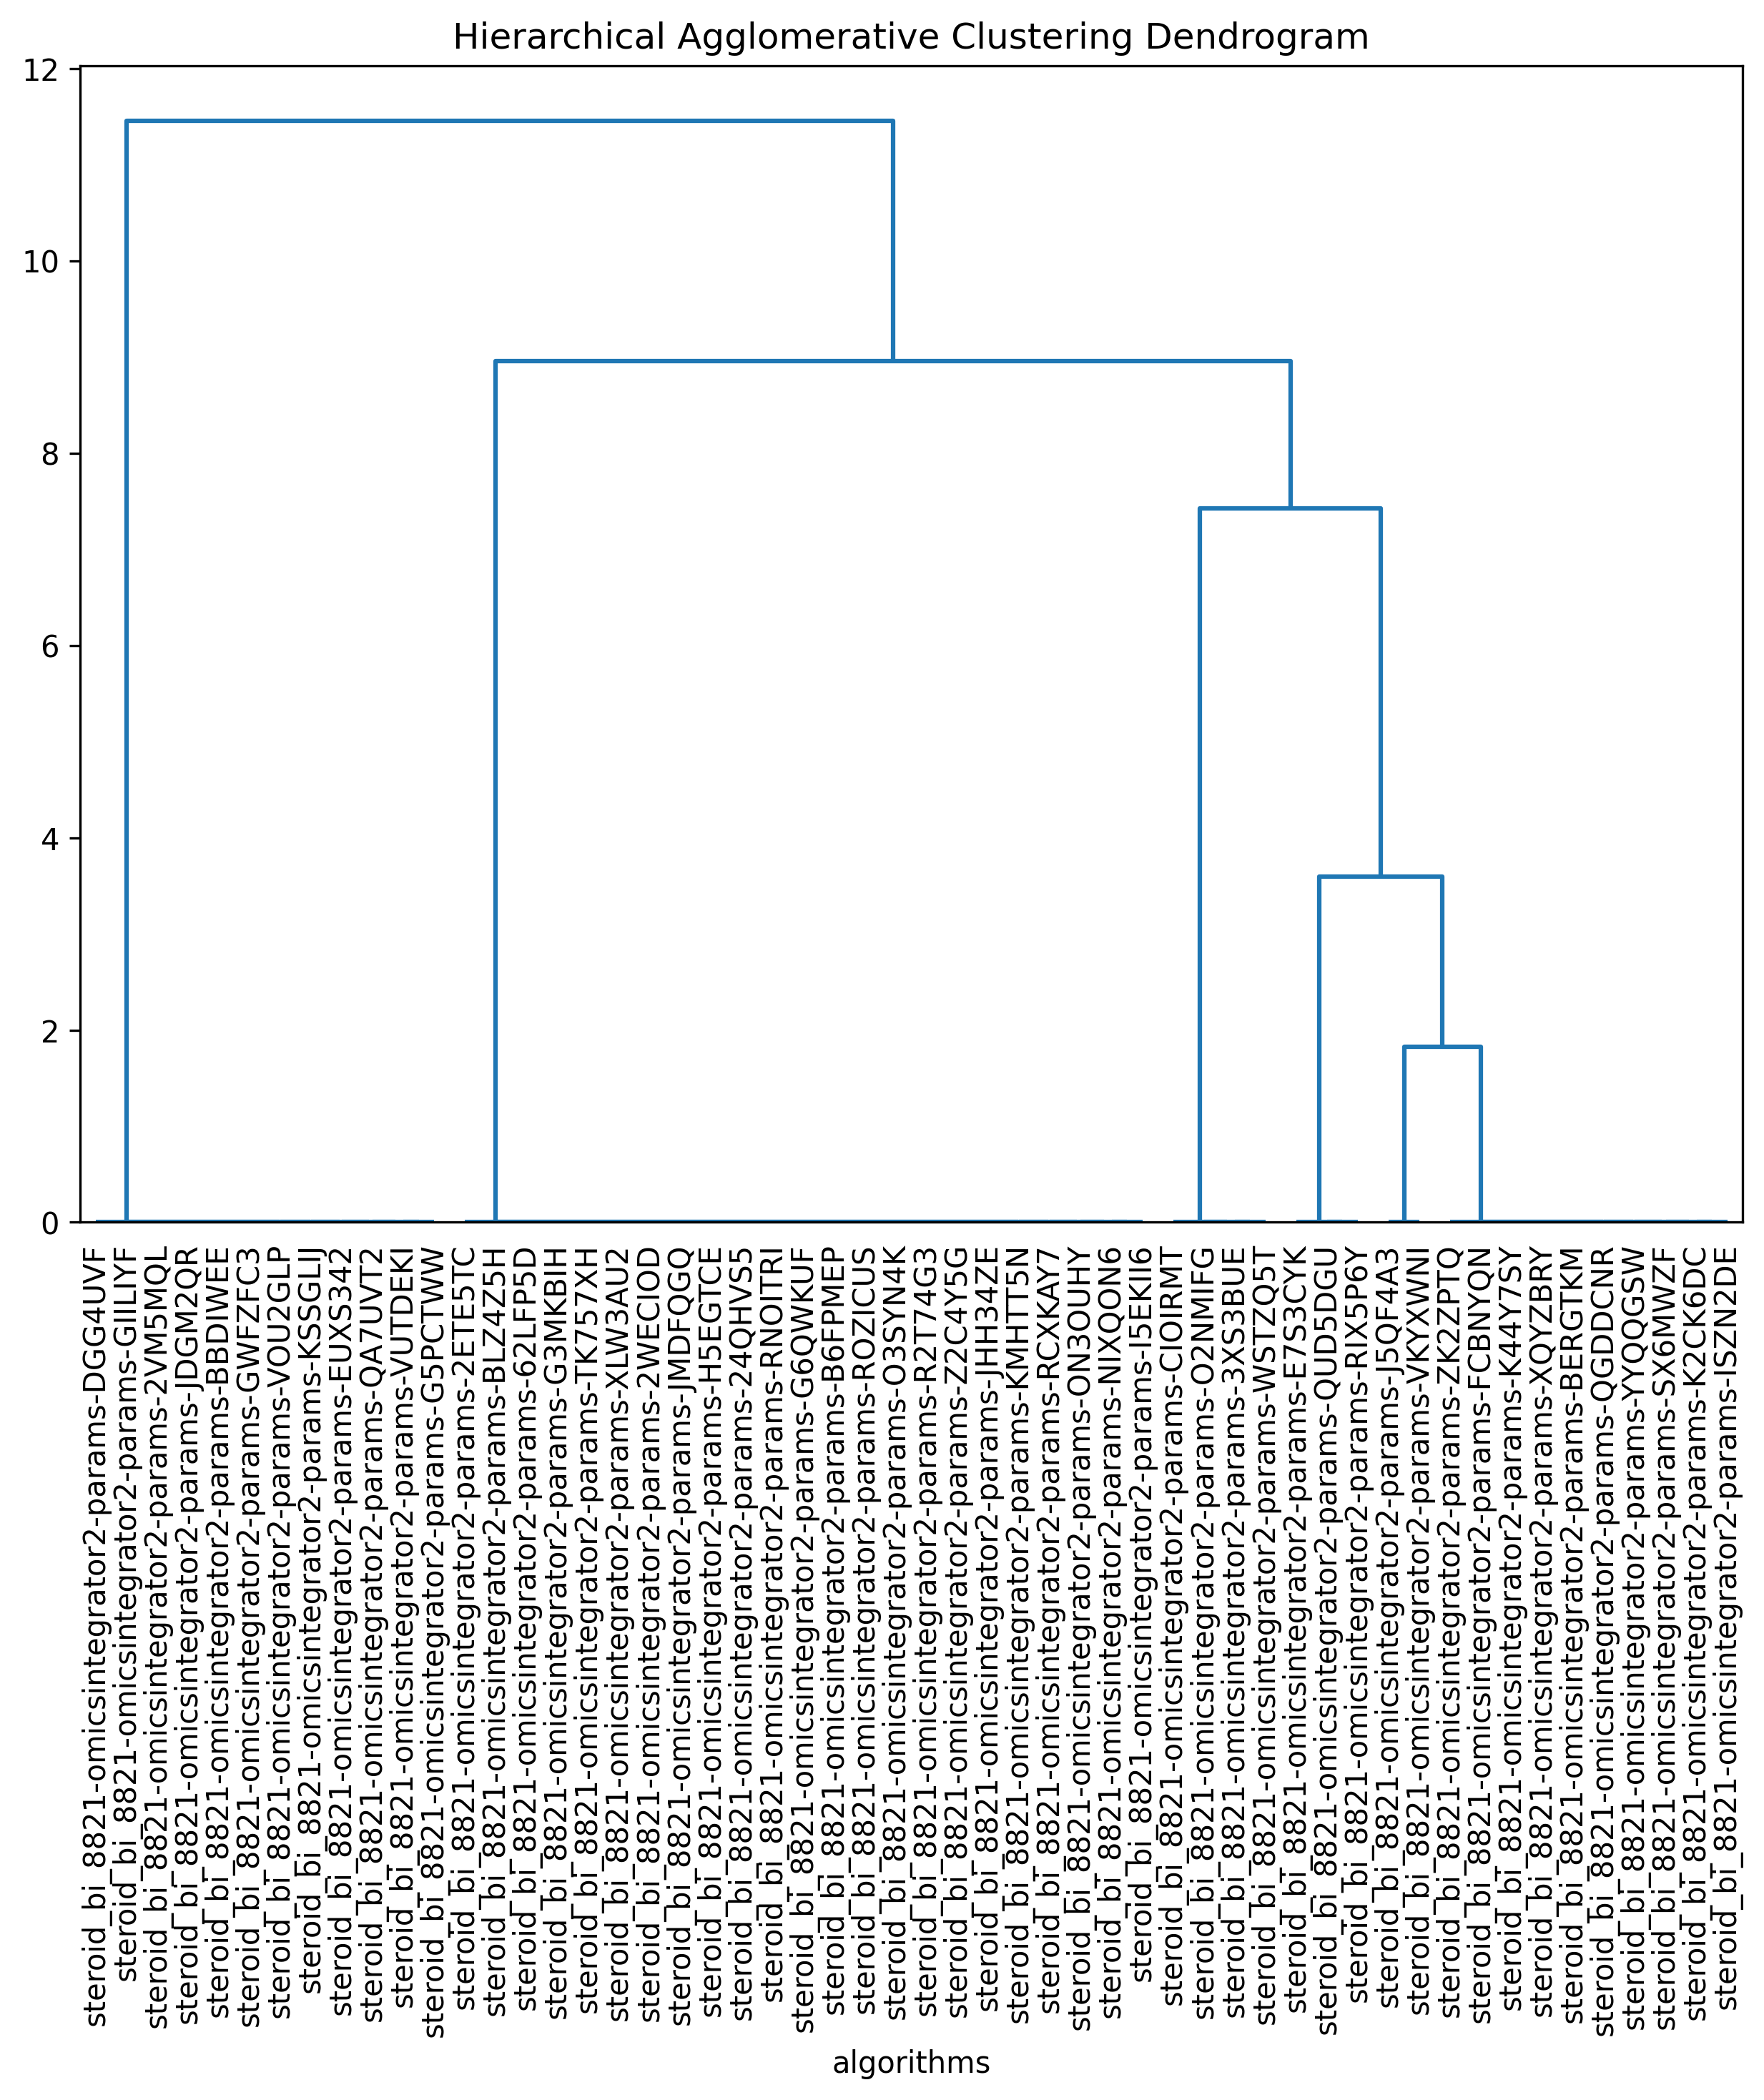 Hierarchical Agglomerative Clustering Dendrogram
12
10
8
6
4
2
0
steroid_bi_8821-omicsintegrator2-params-DGG4UVF
steroid_bi_8821-omicsintegrator2-params-GIILIYF
steroid_bi_8821-omicsintegrator2-params-2VM5MQL
steroid_bi_8821-omicsintegrator2-params-JDGM2QR
steroid_bi_8821-omicsintegrator2-params-BBDIWEE
steroid_bi_8821-omicsintegrator2-params-GWFZFC3
steroid_bi_8821-omicsintegrator2-params-VOU2GLP
steroid_bi_8821-omicsintegrator2-params-KSSGLIJ
steroid_bi_8821-omicsintegrator2-params-EUXS342
steroid_bi_8821-omicsintegrator2-params-QA7UVT2
steroid_bi_8821-omicsintegrator2-params-VUTDEKI
steroid_bi_8821-omicsintegrator2-params-G5PCTWW
steroid_bi_8821-omicsintegrator2-params-2ETE5TC
steroid_bi_8821-omicsintegrator2-params-BLZ4Z5H
steroid_bi_8821-omicsintegrator2-params-62LFP5D
steroid_bi_8821-omicsintegrator2-params-G3MKBIH
steroid_bi_8821-omicsintegrator2-params-TK757XH
steroid_bi_8821-omicsintegrator2-params-XLW3AU2
steroid_bi_8821-omicsintegrator2-params-2WECIOD
steroid_bi_8821-omicsintegrator2-params-JMDFQGQ
steroid_bi_8821-omicsintegrator2-params-H5EGTCE
steroid_bi_8821-omicsintegrator2-params-24QHVS5
steroid_bi_8821-omicsintegrator2-params-RNOITRI
steroid_bi_8821-omicsintegrator2-params-G6QWKUF
steroid_bi_8821-omicsintegrator2-params-B6FPMEP
steroid_bi_8821-omicsintegrator2-params-ROZICUS
steroid_bi_8821-omicsintegrator2-params-O3SYN4K
steroid_bi_8821-omicsintegrator2-params-R2T74G3
steroid_bi_8821-omicsintegrator2-params-Z2C4Y5G
steroid_bi_8821-omicsintegrator2-params-JHH34ZE
steroid_bi_8821-omicsintegrator2-params-KMHTT5N
steroid_bi_8821-omicsintegrator2-params-RCXKAY7
steroid_bi_8821-omicsintegrator2-params-ON3OUHY
steroid_bi_8821-omicsintegrator2-params-NIXQON6
steroid_bi_8821-omicsintegrator2-params-I5EKII6
steroid_bi_8821-omicsintegrator2-params-CIOIRMT
steroid_bi_8821-omicsintegrator2-params-O2NMIFG
steroid_bi_8821-omicsintegrator2-params-3XS3BUE
steroid_bi_8821-omicsintegrator2-params-WSTZQ5T
steroid_bi_8821-omicsintegrator2-params-E7S3CYK
steroid_bi_8821-omicsintegrator2-params-QUD5DGU
steroid_bi_8821-omicsintegrator2-params-RIX5P6Y
steroid_bi_8821-omicsintegrator2-params-J5QF4A3
steroid_bi_8821-omicsintegrator2-params-VKYXWNI
steroid_bi_8821-omicsintegrator2-params-ZK2ZPTQ
steroid_bi_8821-omicsintegrator2-params-FCBNYQN
steroid_bi_8821-omicsintegrator2-params-K44Y7SY
steroid_bi_8821-omicsintegrator2-params-XQYZBRY
steroid_bi_8821-omicsintegrator2-params-BERGTKM
steroid_bi_8821-omicsintegrator2-params-QGDDCNR
steroid_bi_8821-omicsintegrator2-params-YYQQGSW
steroid_bi_8821-omicsintegrator2-params-SX6MWZF
steroid_bi_8821-omicsintegrator2-params-K2CK6DC
steroid_bi_8821-omicsintegrator2-params-ISZN2DE
algorithms